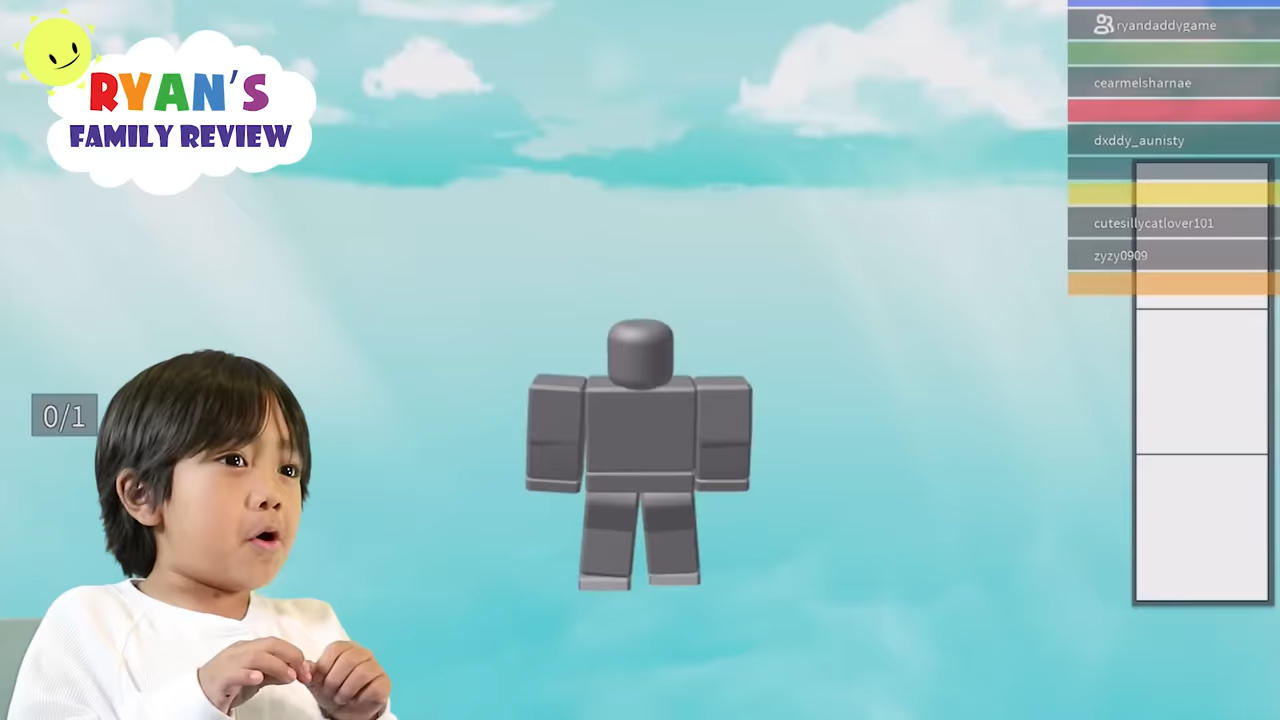 RYAN'S
FAMILY REVIEW
ryandaddygame
cearmelsharnae
dxddy_aunisty
cutesillycatlover101
zyzy0909
0/1